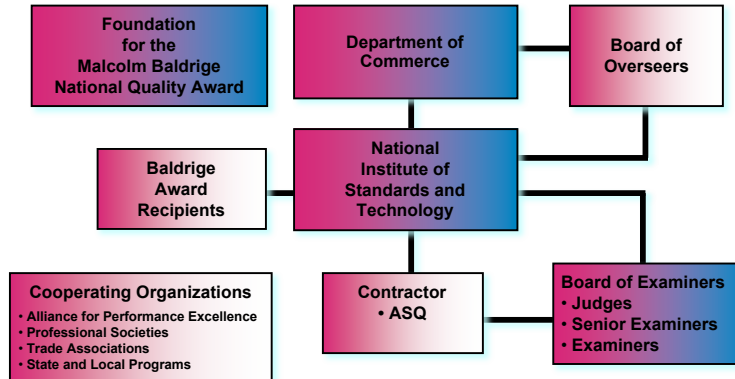 Foundation
for the
Malcolm Baldrige
National Quality Award
Department of
Commerce
Board of
Overseers
Baldrige
Award
Recipients
National
Institute of
Standards and
Technology
Cooperating Organizations
• Alliance for Performance Excellence
• Professional Societies
• Trade Associations
• State and Local Programs
Contractor
• ASQ
Board of Examiners
• Judges
• Senior Examiners
• Examiners